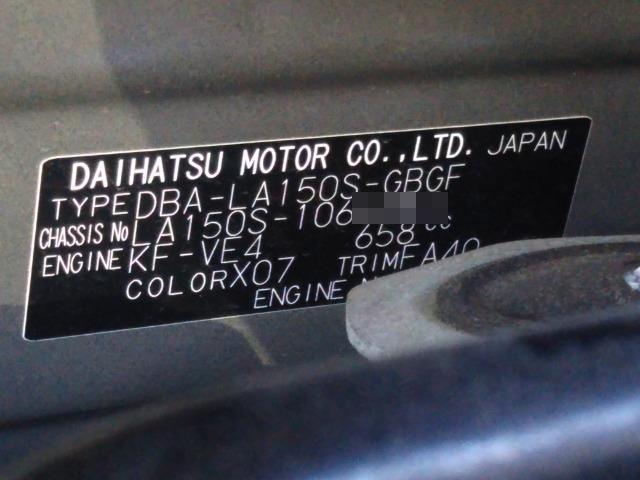 DAIHATSU MOTOR CO.,LTD. JAPAN
TYPE DBA-LA150S-GBGF
CHASSIS No LA150S-106
ENGINE KF-VE4 658 cc
COLOR X07 TRIM FA40
ENGINE